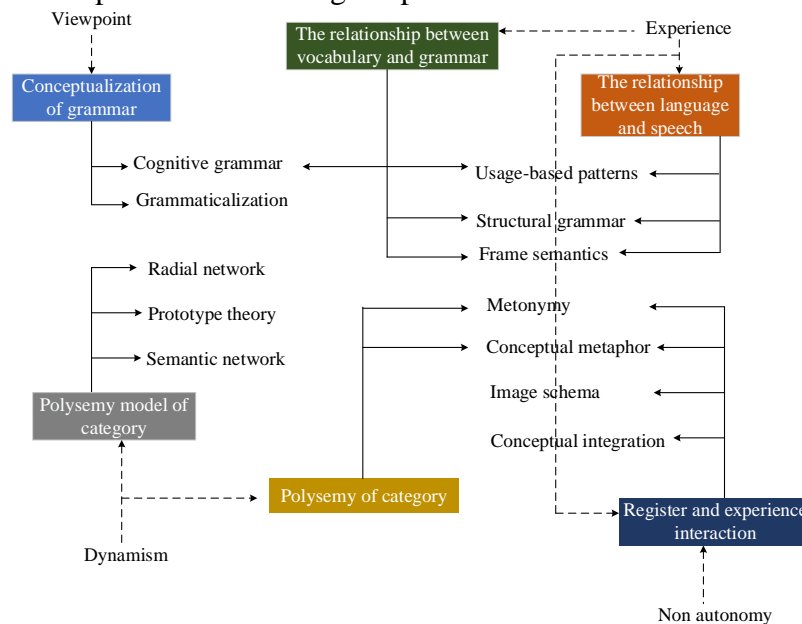 Viewpoint
The relationship between
vocabulary and grammar
Experience
Conceptualization
of grammar
The relationship
between language
and speech
Cognitive grammar
Usage-based patterns
Grammaticalization
Structural grammar
Frame semantics
Radial network
Metonymy
Prototype theory
Conceptual metaphor
Semantic network
Image schema
Polysemy model of
category
Conceptual integration
Polysemy of category
Register and experience
interaction
Dynamism
Non autonomy